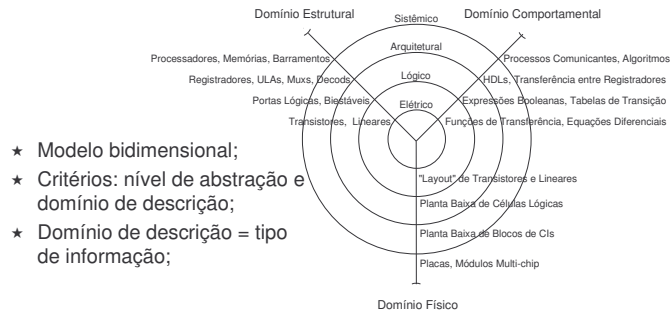 Domínio Estrutural
Sistêmico
Domínio Comportamental
Arquitetural
Processadores, Memórias, Barramentos
Processos Comunicantes, Algoritmos
Registradores, ULAs, Muxs, Decods
Lógico
HDLs, Transferência entre Registradores
Portas Lógicas, Biestáveis
Elétrico
Expressões Booleanas, Tabelas de Transição
Transistores, Lineares
Funções de Transferência, Equações Diferenciais
★ Modelo bidimensional;
★ Critérios: nível de abstração e
domínio de descrição;
★ Domínio de descrição = tipo
de informação;
"Layout" de Transistores e Lineares
Planta Baixa de Células Lógicas
Planta Baixa de Blocos de CIs
Placas, Módulos Multi-chip
Domínio Físico